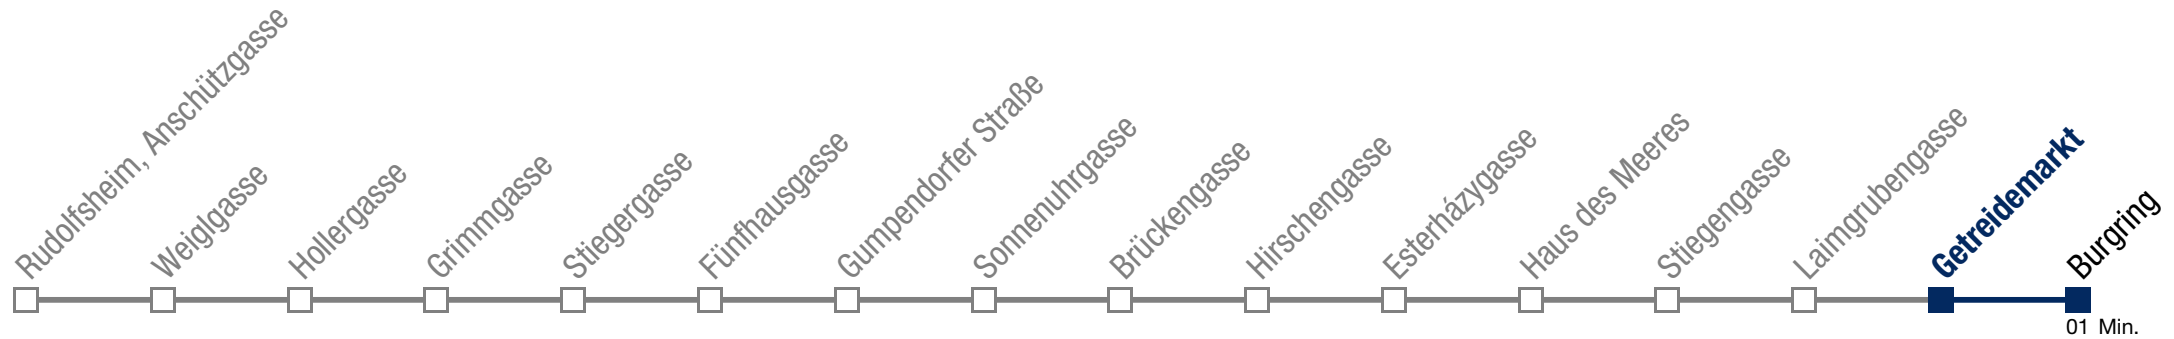 Rudolfsheim, Anschützgasse
Weiglgasse
Hollergasse
Grimmgasse
Stiegergasse
Fünfhausgasse
Gumpendorfer Straße
Sonnenuhrgasse
Brückengasse
Hirschengasse
Esterházygasse
Haus des Meeres
Stiegengasse
Laimgrubengasse
Getreidemarkt
Burgring
01 Min.